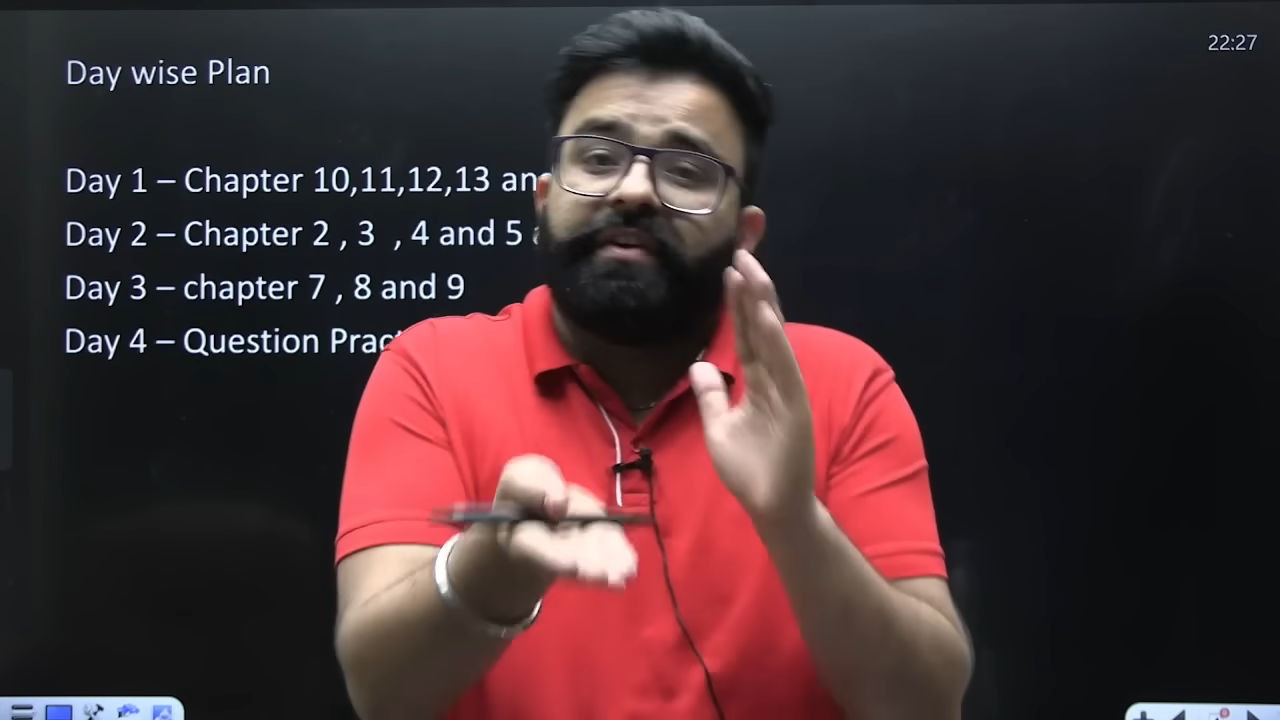 22:27
Day wise Plan
Day 1 – Chapter 10,11,12,13
Day 2 – Chapter 2 , 3 , 4 and 5
Day 3 – chapter 7 , 8 and 9
Day 4 – Question